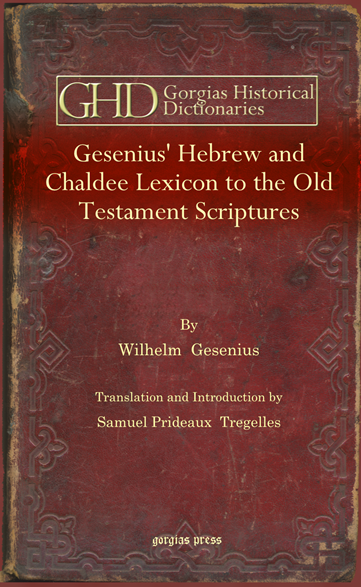 GHD Gorgias Historical
Dictionaries
Gesenius' Hebrew and
Chaldee Lexicon to the Old
Testament Scriptures
By
Wilhelm Gesenius
Translation and Introduction by
Samuel Prideaux Tregelles
gorgias press